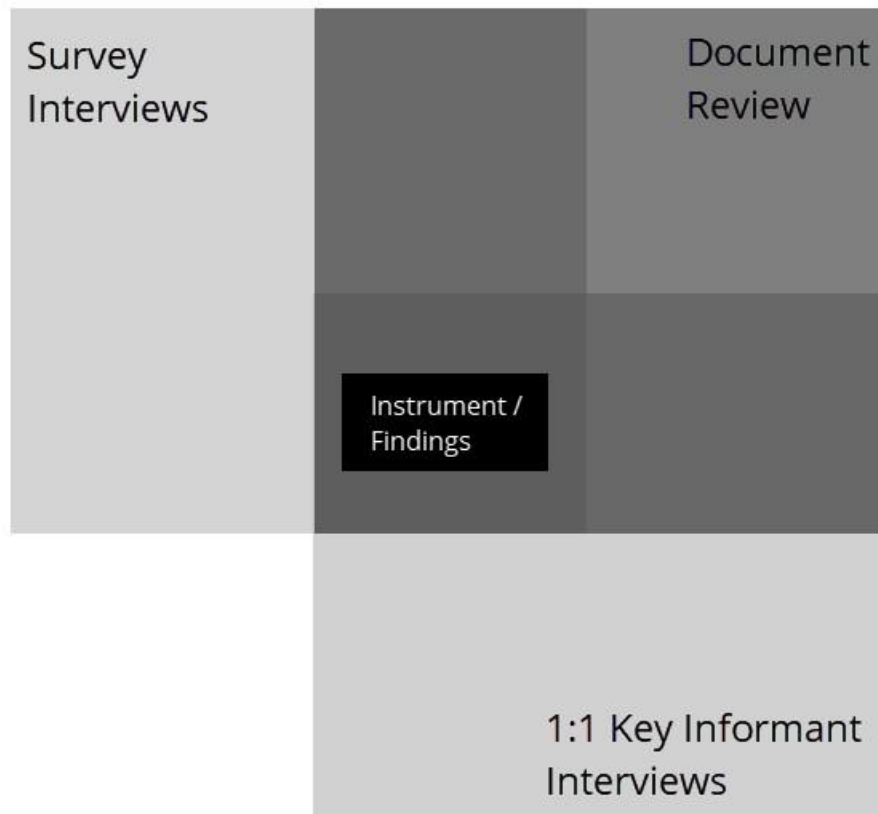 Survey
Interviews
Document
Review
Instrument /
Findings
1:1 Key Informant
Interviews